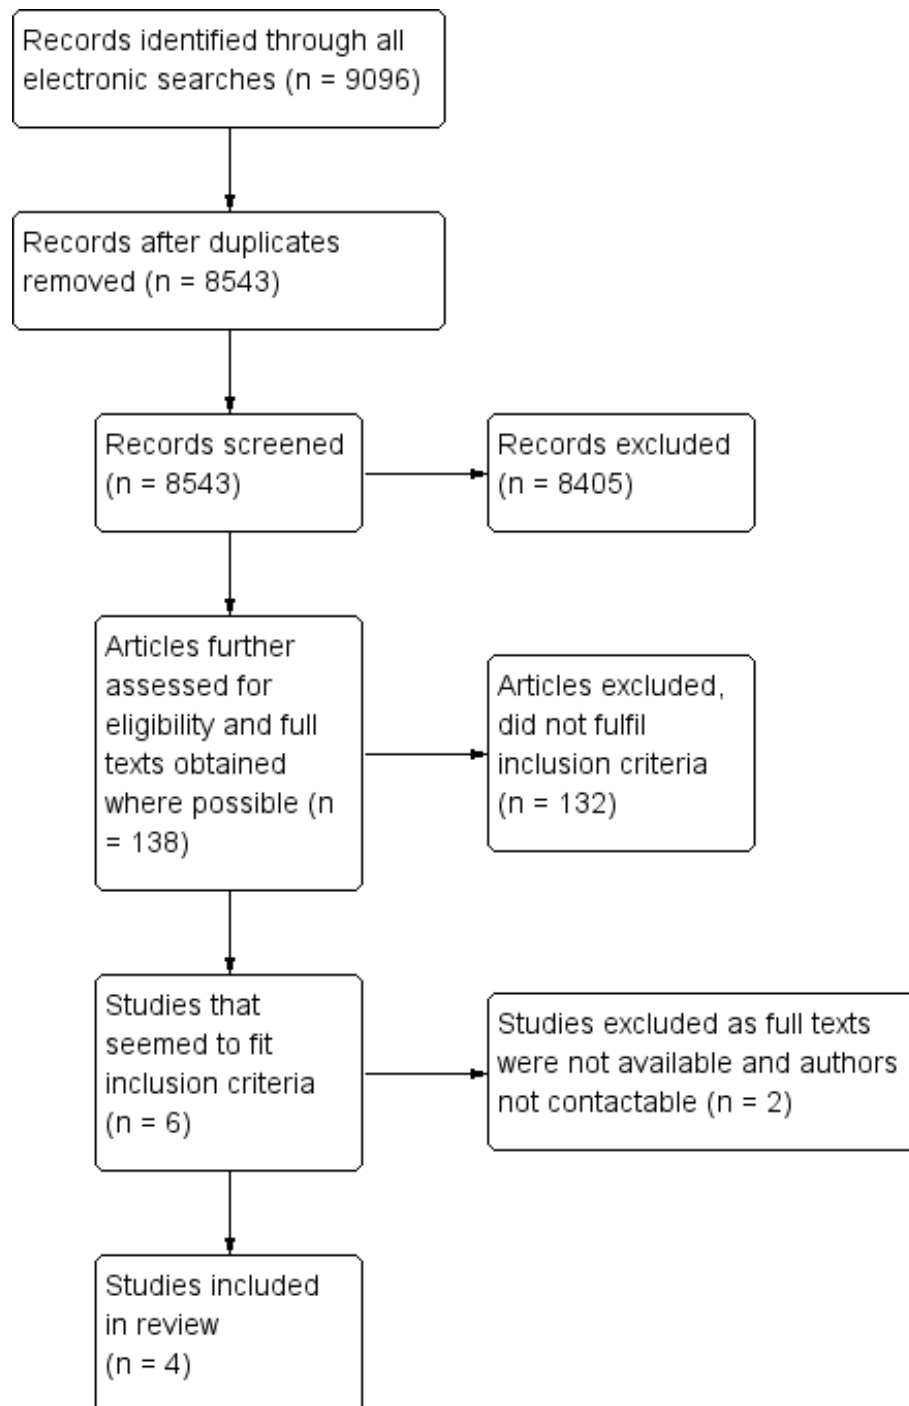 Records identified through all
electronic searches (n = 9096)
Records after duplicates
removed (n = 8543)
Records screened
(n = 8543)
Records excluded
(n = 8405)
Articles further
assessed for
eligibility and full
texts obtained
where possible (n
= 138)
Articles excluded,
did not fulfil
inclusion criteria
(n = 132)
Studies that
seemed to fit
inclusion criteria
(n = 6)
Studies excluded as full texts
were not available and authors
not contactable (n = 2)
Studies included
in review
(n = 4)